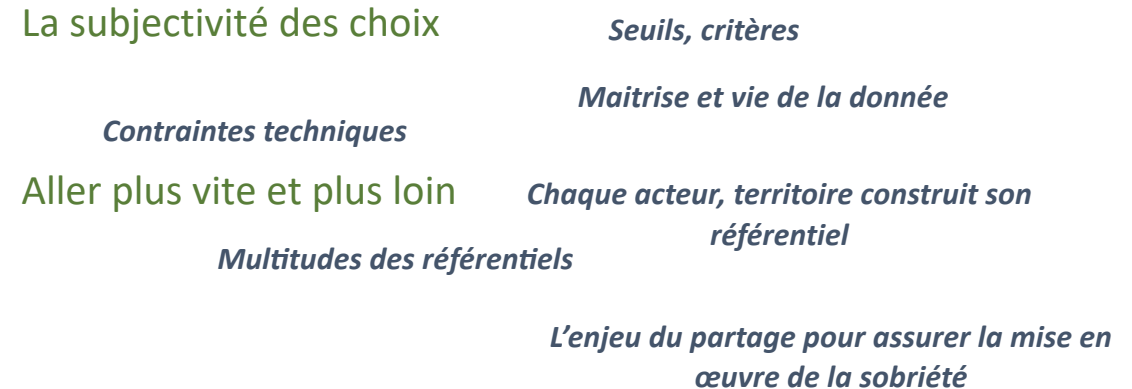 La subjectivité des choix
Seuils, critères
Maitrise et vie de la donnée
Contraintes techniques
Aller plus vite et plus loin
Chaque acteur, territoire construit son
référentiel
Multitudes des référentiels
L’enjeu du partage pour assurer la mise en
œuvre de la sobriété